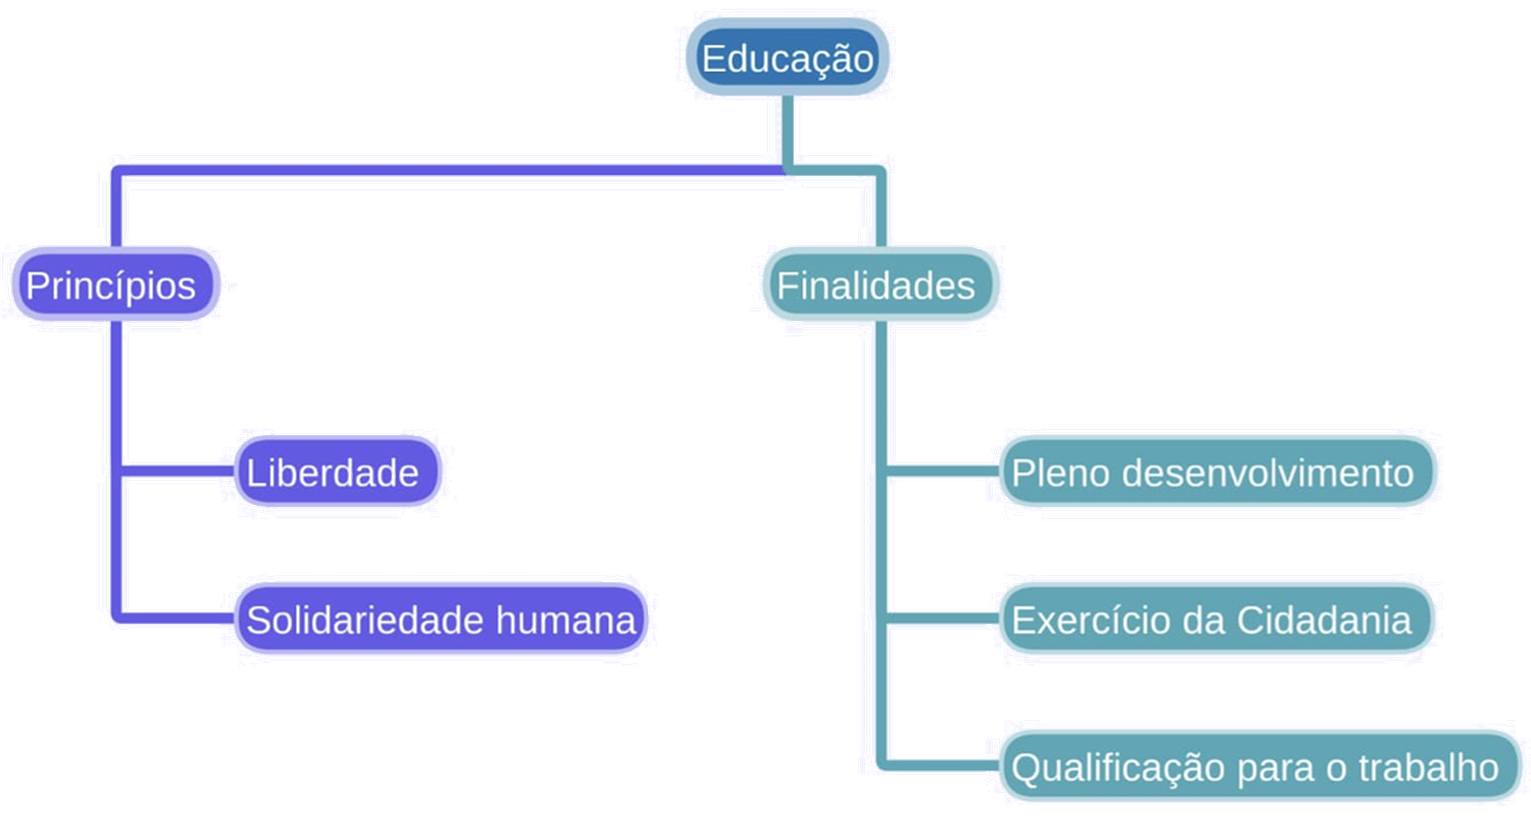 Educação
Princípios
Finalidades
Liberdade
Pleno desenvolvimento
Solidariedade humana
Exercício da Cidadania
Qualificação para o trabalho